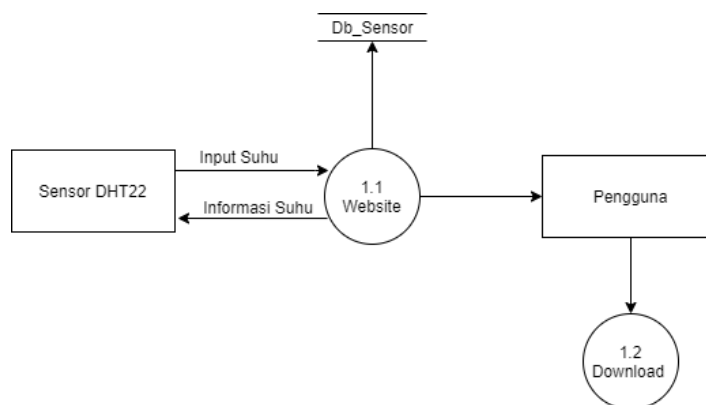 Db_Sensor
Input Suhu
Sensor DHT22
Informasi Suhu
1.1
Website
Pengguna
1.2
Download